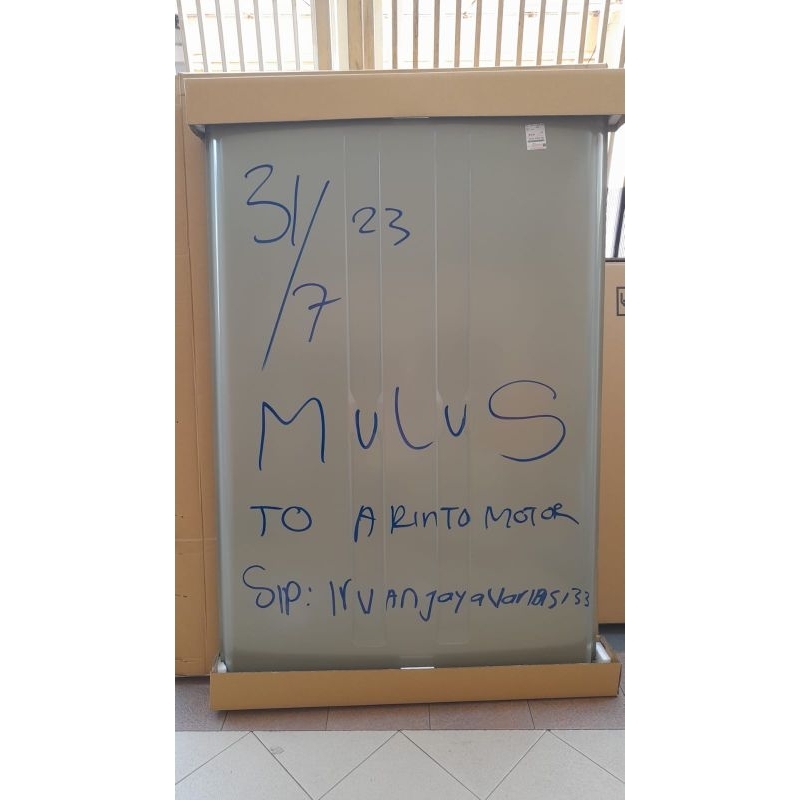 31/7 23
MULUS
TO ARINTO MOTOR
SIP: IrVANJayaVARIASI33